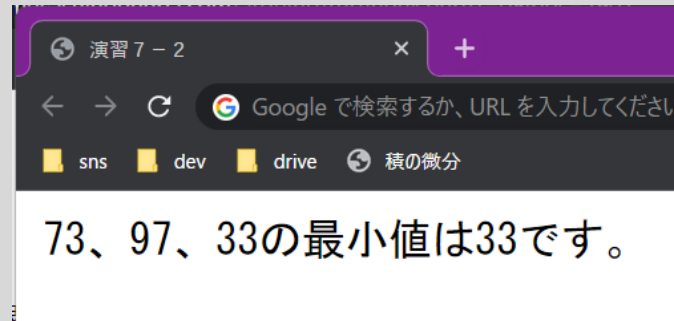 演習７－２
Google で検索するか、URL を入力してください
sns dev drive 積の微分
73、97、33の最小値は33です。